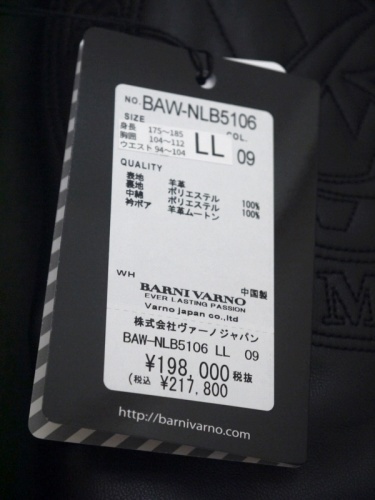 NO. BAW-NLB5106
SIZE COL.
身長 175~185
胸囲 104~112
ウエスト 94~104
LL 09
QUALITY
表地 羊革
裏地 ポリエステル 100%
中綿 ポリエステル 100%
衿ボア 羊革ムートン
WH 中国製
BARNI VARNO
EVER LASTING PASSION
Varno japan co.,ltd
株式会社ヴァーノジャパン
BAW-NLB5106 LL 09
¥198,000税抜
(税込 ¥217,800
http://barnivarno.com
M